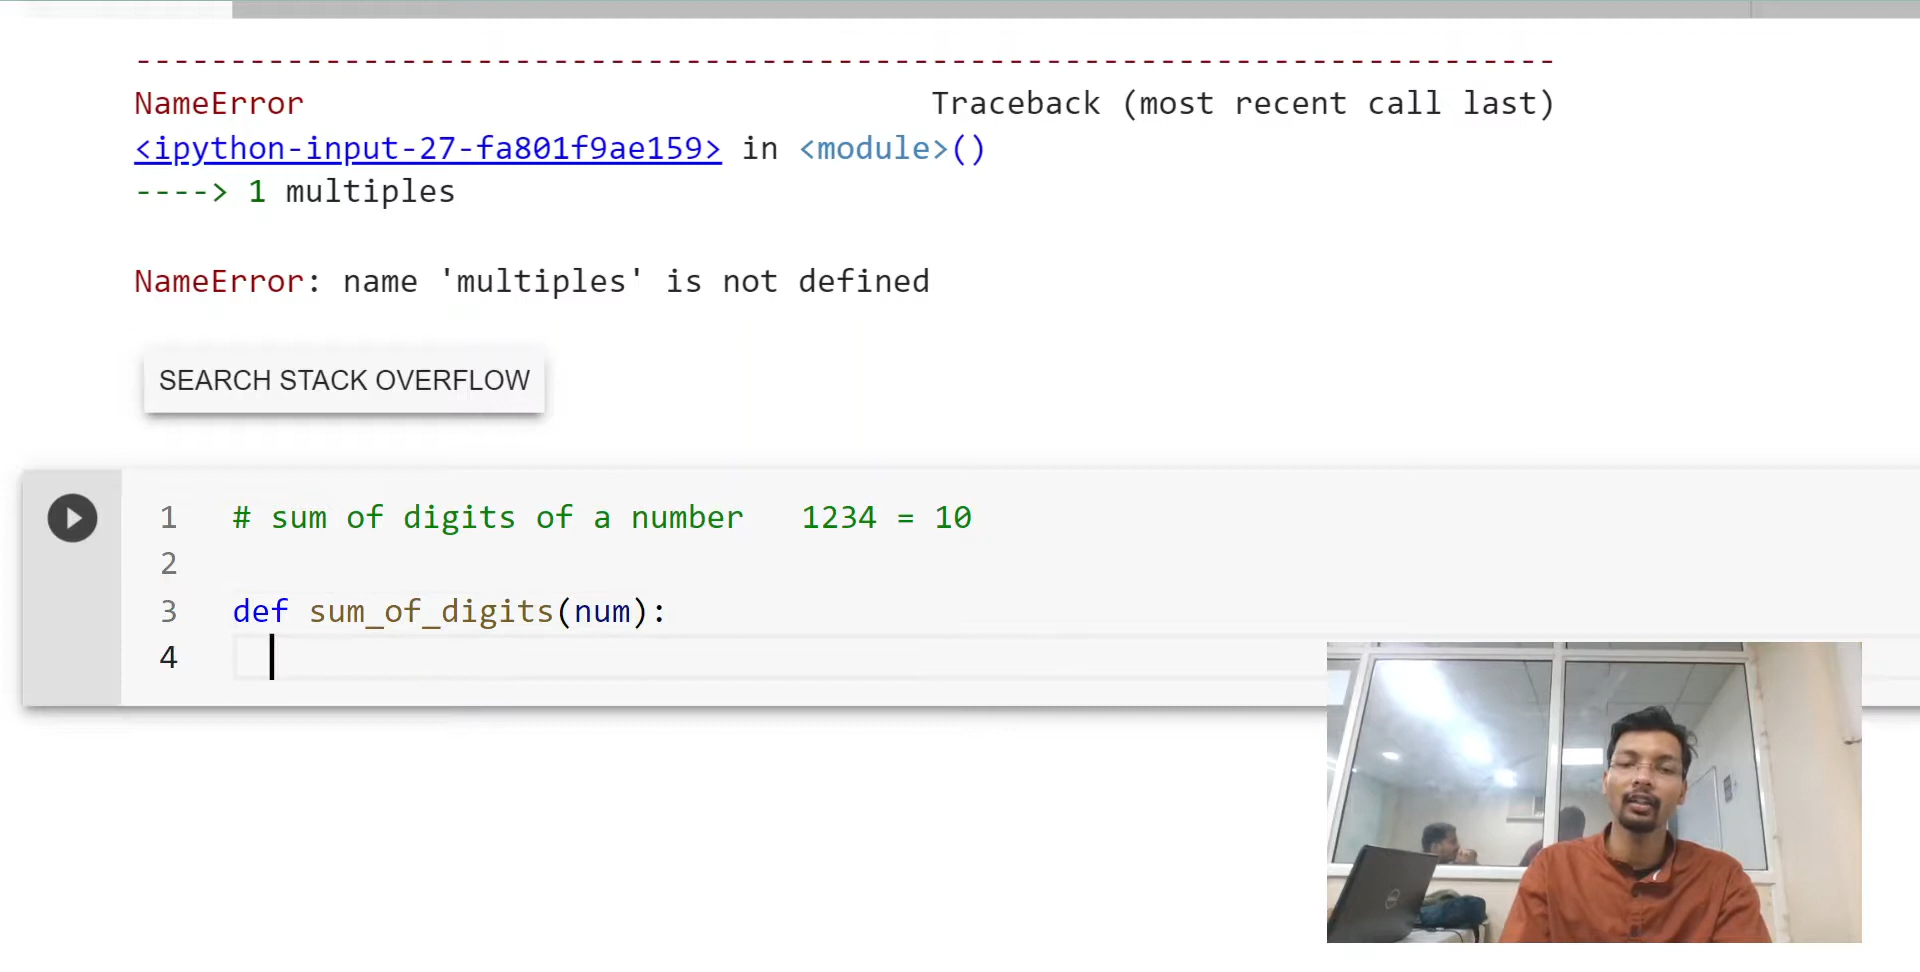 ---------------------------------------------------------------------------
NameError                                 Traceback (most recent call last)
<ipython-input-27-fa801f9ae159> in <module>()
----> 1 multiples

NameError: name 'multiples' is not defined
SEARCH STACK OVERFLOW
1 # sum of digits of a number   1234 = 10
2
3 def sum_of_digits(num):
4